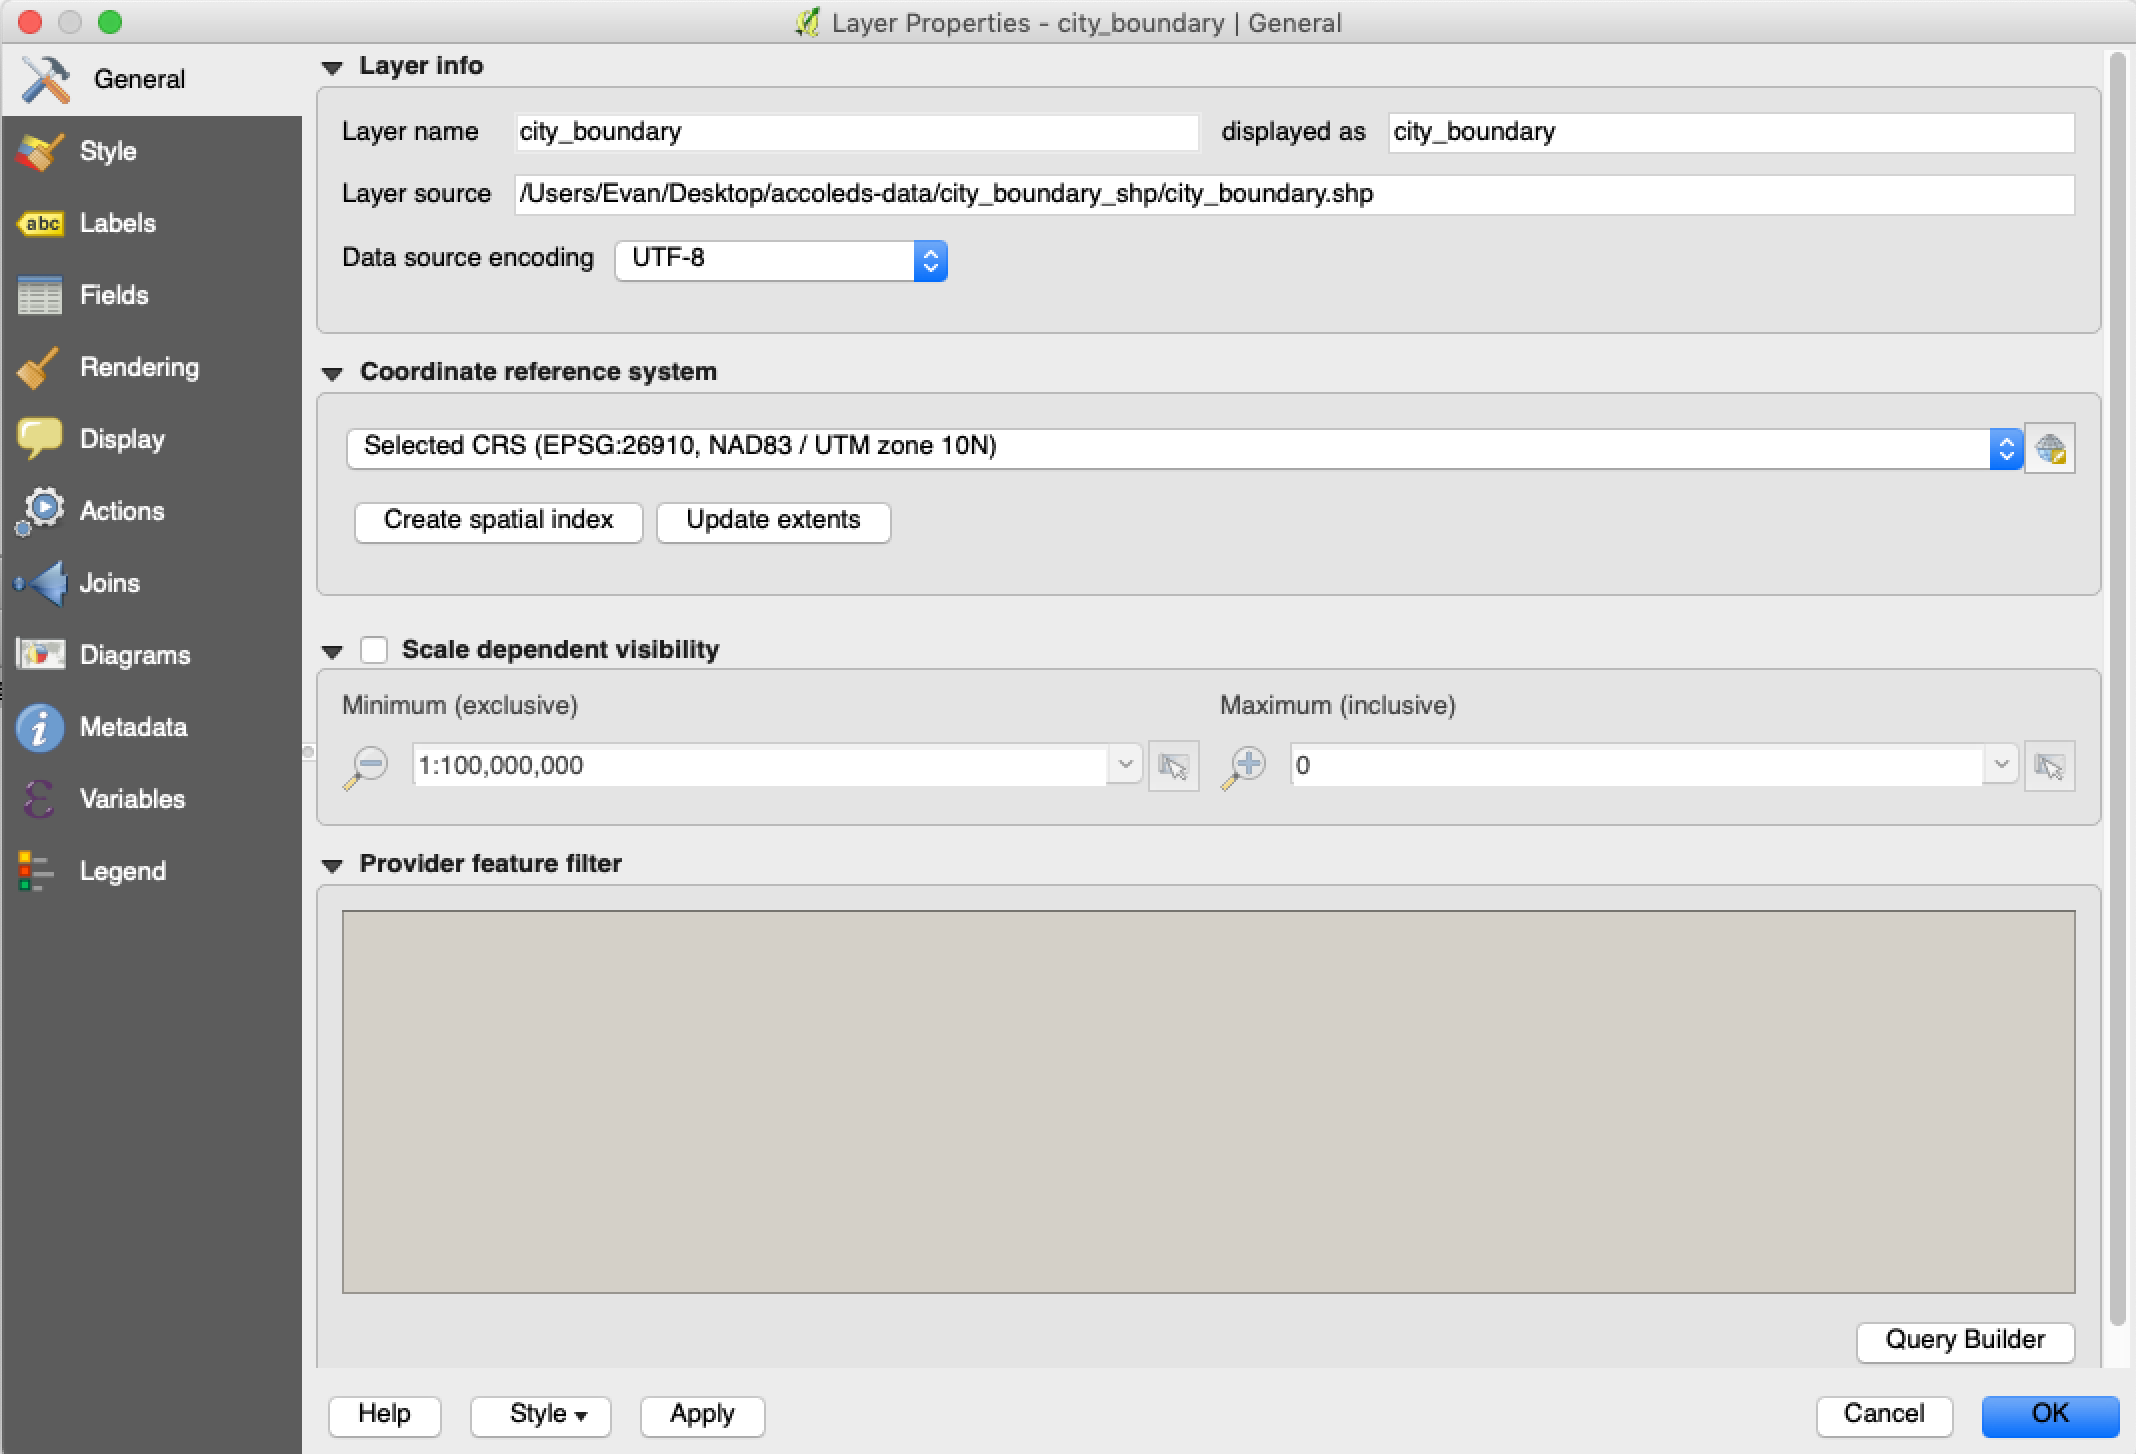 Layer Properties - city_boundary | General
General
Style
abc Labels
Fields
Rendering
Display
Actions
Joins
Diagrams
i Metadata
ε Variables
Legend
Layer info
Layer name city_boundary displayed as city_boundary
Layer source /Users/Evan/Desktop/accoleds-data/city_boundary_shp/city_boundary.shp
Data source encoding UTF-8
Coordinate reference system
Selected CRS (EPSG:26910, NAD83 / UTM zone 10N)
Create spatial index Update extents
Scale dependent visibility
Minimum (exclusive) Maximum (inclusive)
1:100,000,000 0
Provider feature filter
Query Builder
Help Style Apply Cancel OK